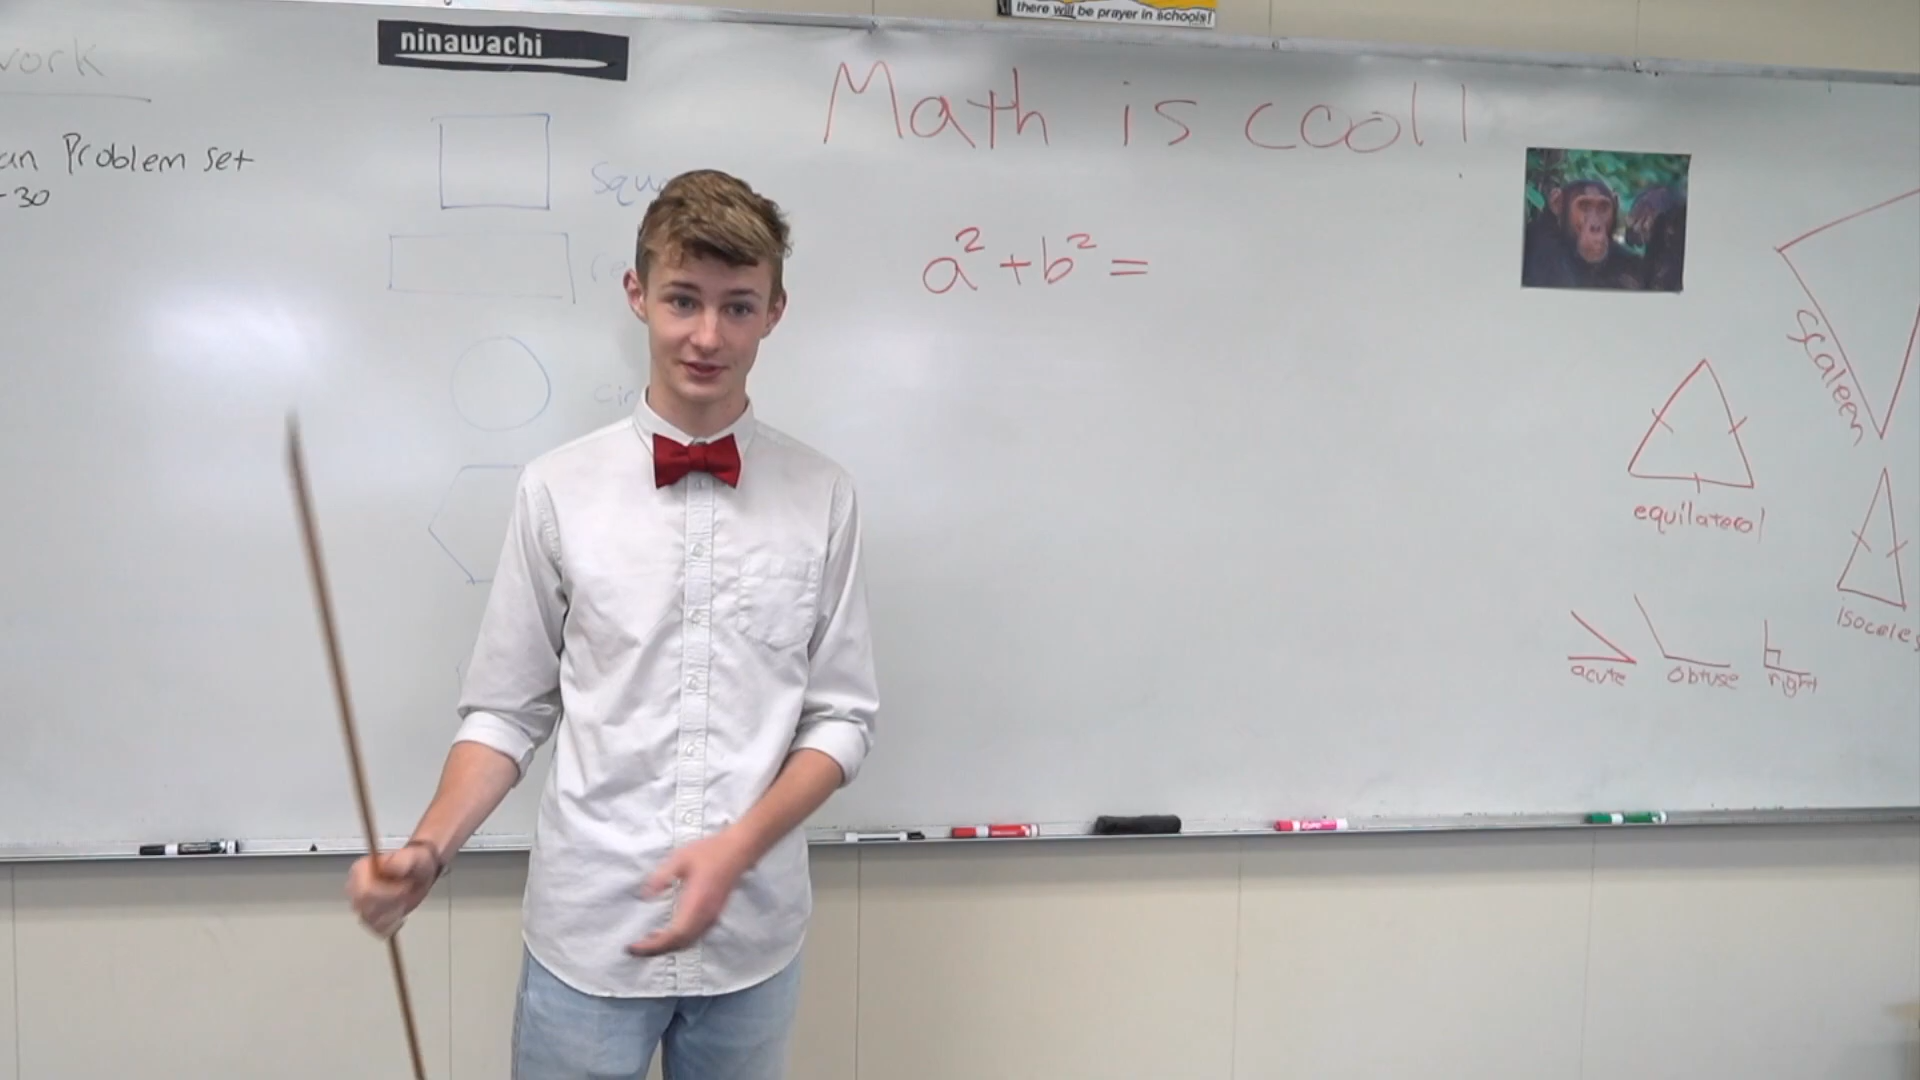 there will be prayer in schools!
ninawachi
Math is cool!
Problem set
-30
a²+b²=
scaleen
equilateral
isoceles
acute
obtuse
right